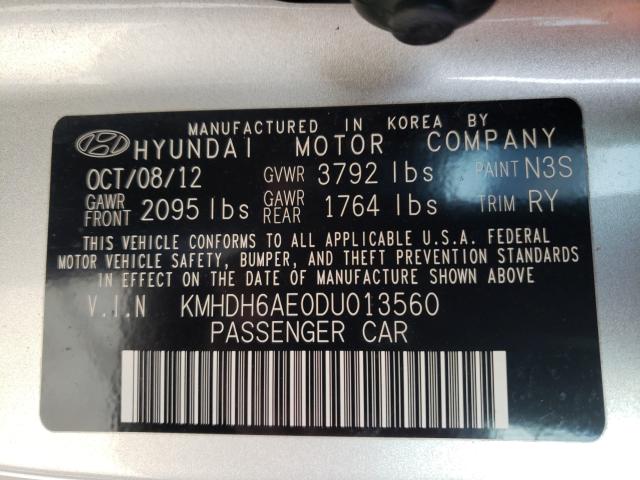 MANUFACTURED IN KOREA BY
HYUNDAI MOTOR COMPANY
OCT/08/12 GVWR 3792 lbs PAINT N3S
GAWR FRONT 2095 lbs GAWR REAR 1764 lbs TRIM RY
THIS VEHICLE CONFORMS TO ALL APPLICABLE U.S.A. FEDERAL
MOTOR VEHICLE SAFETY, BUMPER, AND THEFT PREVENTION STANDARDS
IN EFFECT ON THE DATE OF MANUFACTURE SHOWN ABOVE.
V.I.N KMHDH6AE0DU013560
PASSENGER CAR